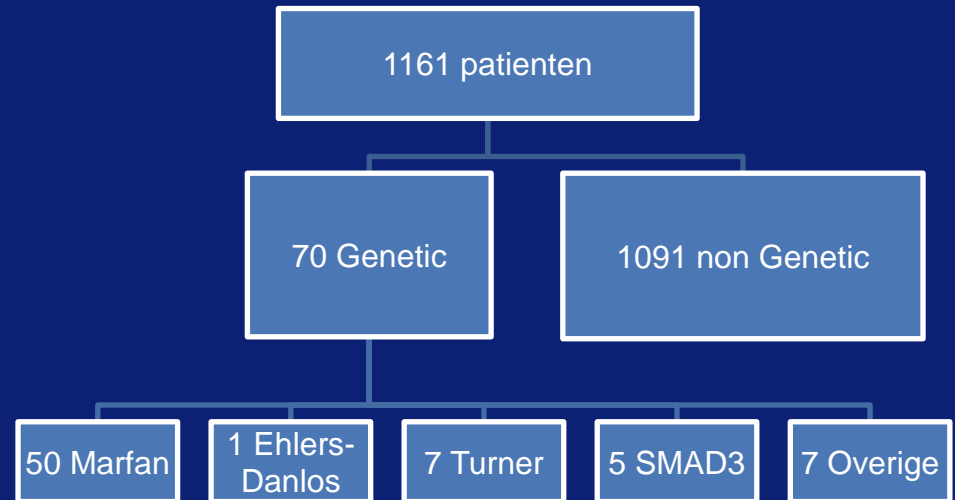 1161 patienten
70 Genetic
1091 non Genetic
50 Marfan
1 Ehlers-
Danlos
7 Turner
5 SMAD3
7 Overige